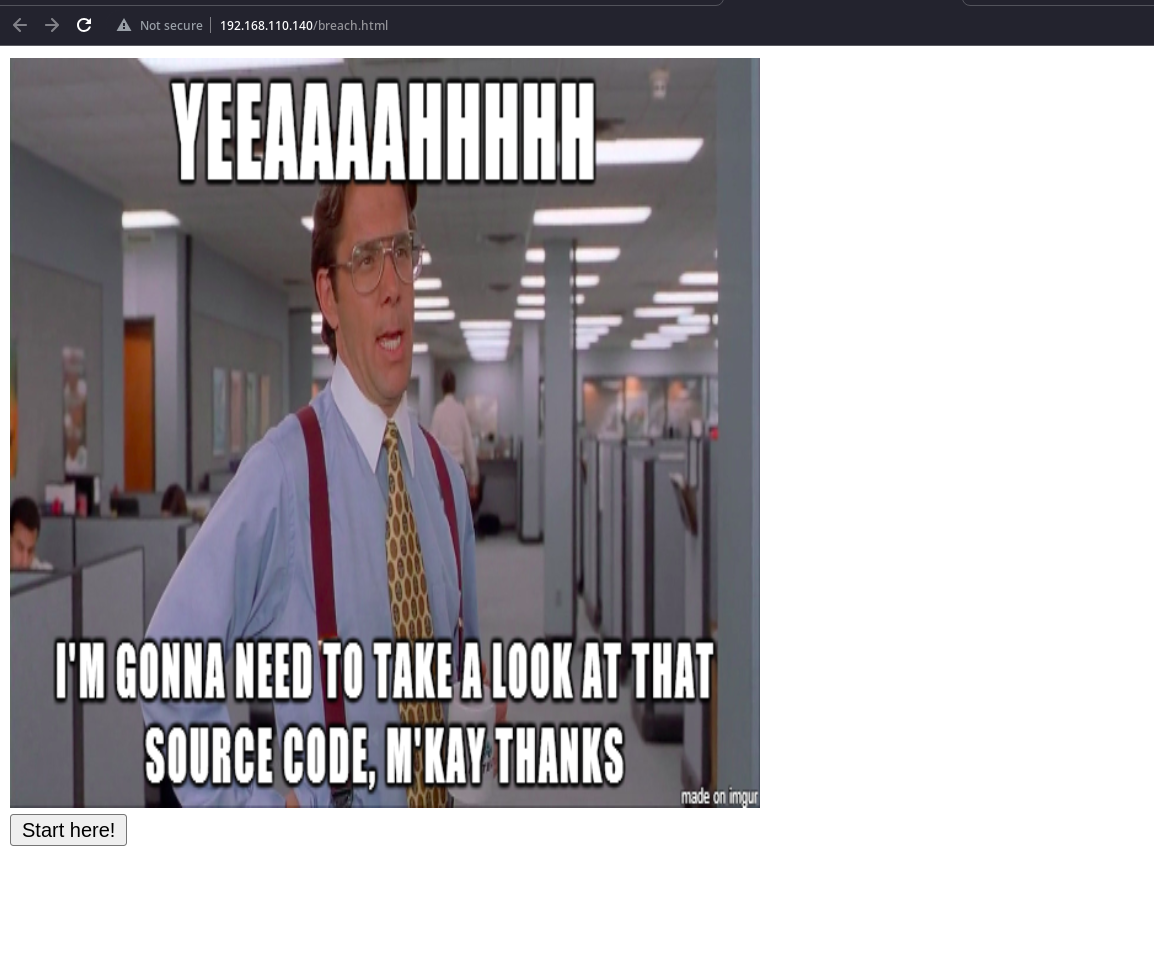 Not secure 192.168.110.140/breach.html
YEEAAAAHHHHH
I'M GONNA NEED TO TAKE A LOOK AT THAT
SOURCE CODE, M'KAY THANKS
made on imgur
Start here!